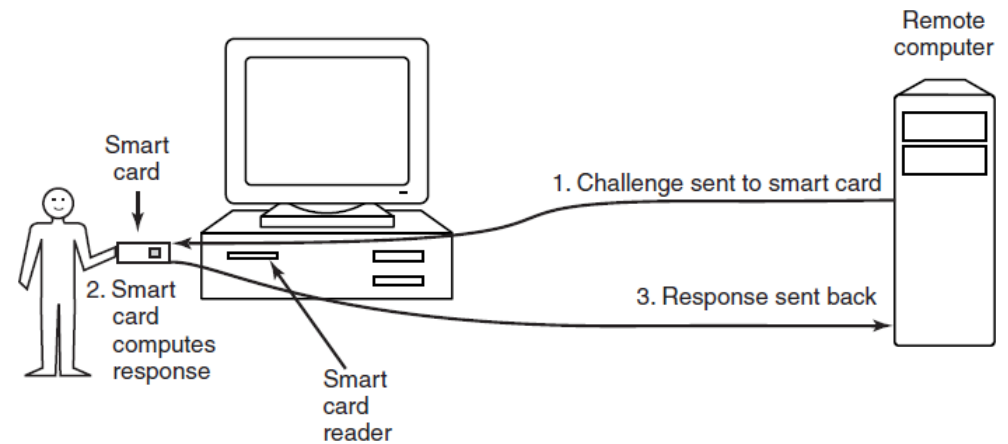 Remote
computer
Smart
card
1. Challenge sent to smart card
2. Smart
card
computes
response
3. Response sent back
Smart
card
reader